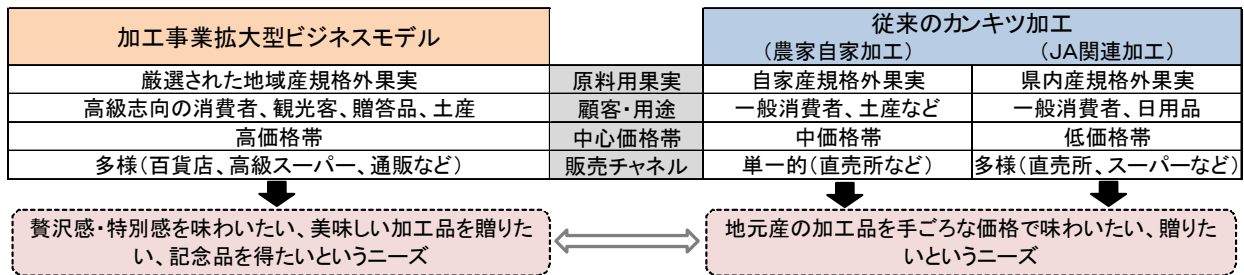 加工事業拡大型ビジネスモデル
従来のカンキツ加工
（農家自家加工）　（JA関連加工）
厳選された地域産規格外果実　原料用果実　自家産規格外果実　県内産規格外果実
高級志向の消費者、観光客、贈答品、土産　顧客・用途　一般消費者、土産など　一般消費者、日用品
高価格帯　中心価格帯　中価格帯　低価格帯
多様（百貨店、高級スーパー、通販など）　販売チャネル　単一的（直売所など）　多様（直売所、スーパーなど）
贅沢感・特別感を味わいたい、美味しい加工品を贈りた
い、記念品を得たいというニーズ
地元産の加工品を手ごろな価格で味わいたい、贈りた
いというニーズ